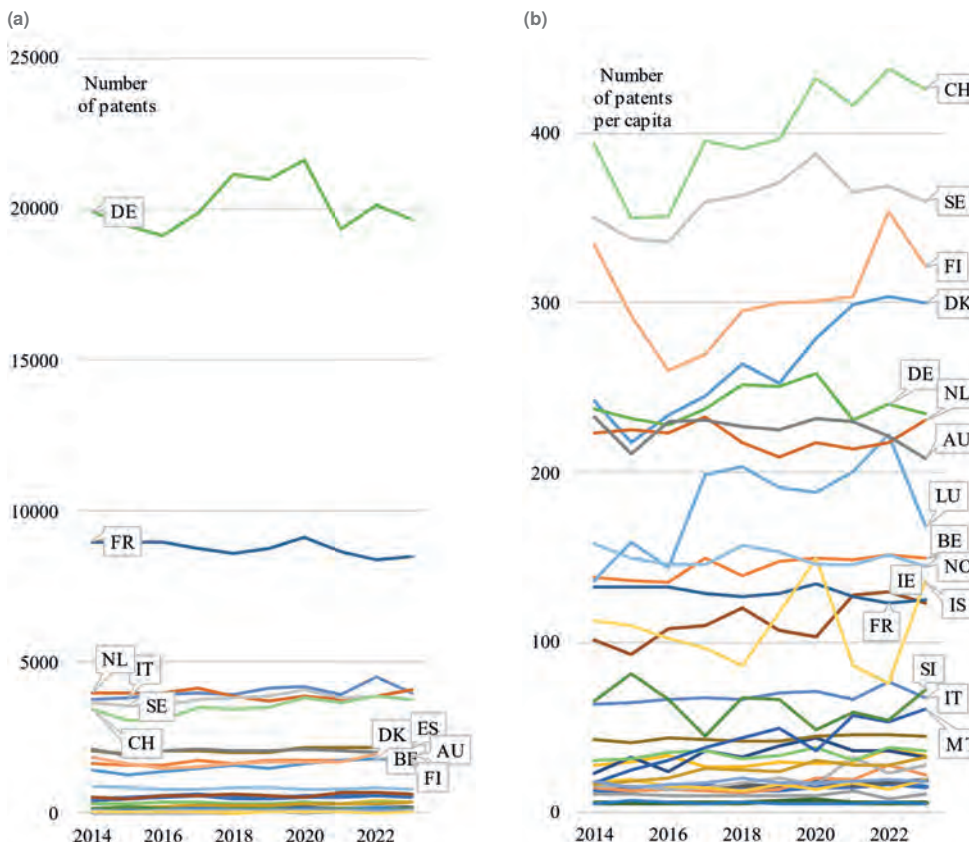 (a)
25000
Number
of patents
20000
DE
15000
10000
FR
5000
NL
IT
SE
CH
DK
ES
BE
AU
FI
0
2014 2016 2018 2020 2022
(b)
Number
of patents
per capita
400
CH
SE
FI
300
DK
DE
NL
AU
200
LU
BE
NO
IE
IS
FR
100
SI
IT
0
2014 2016 2018 2020 2022